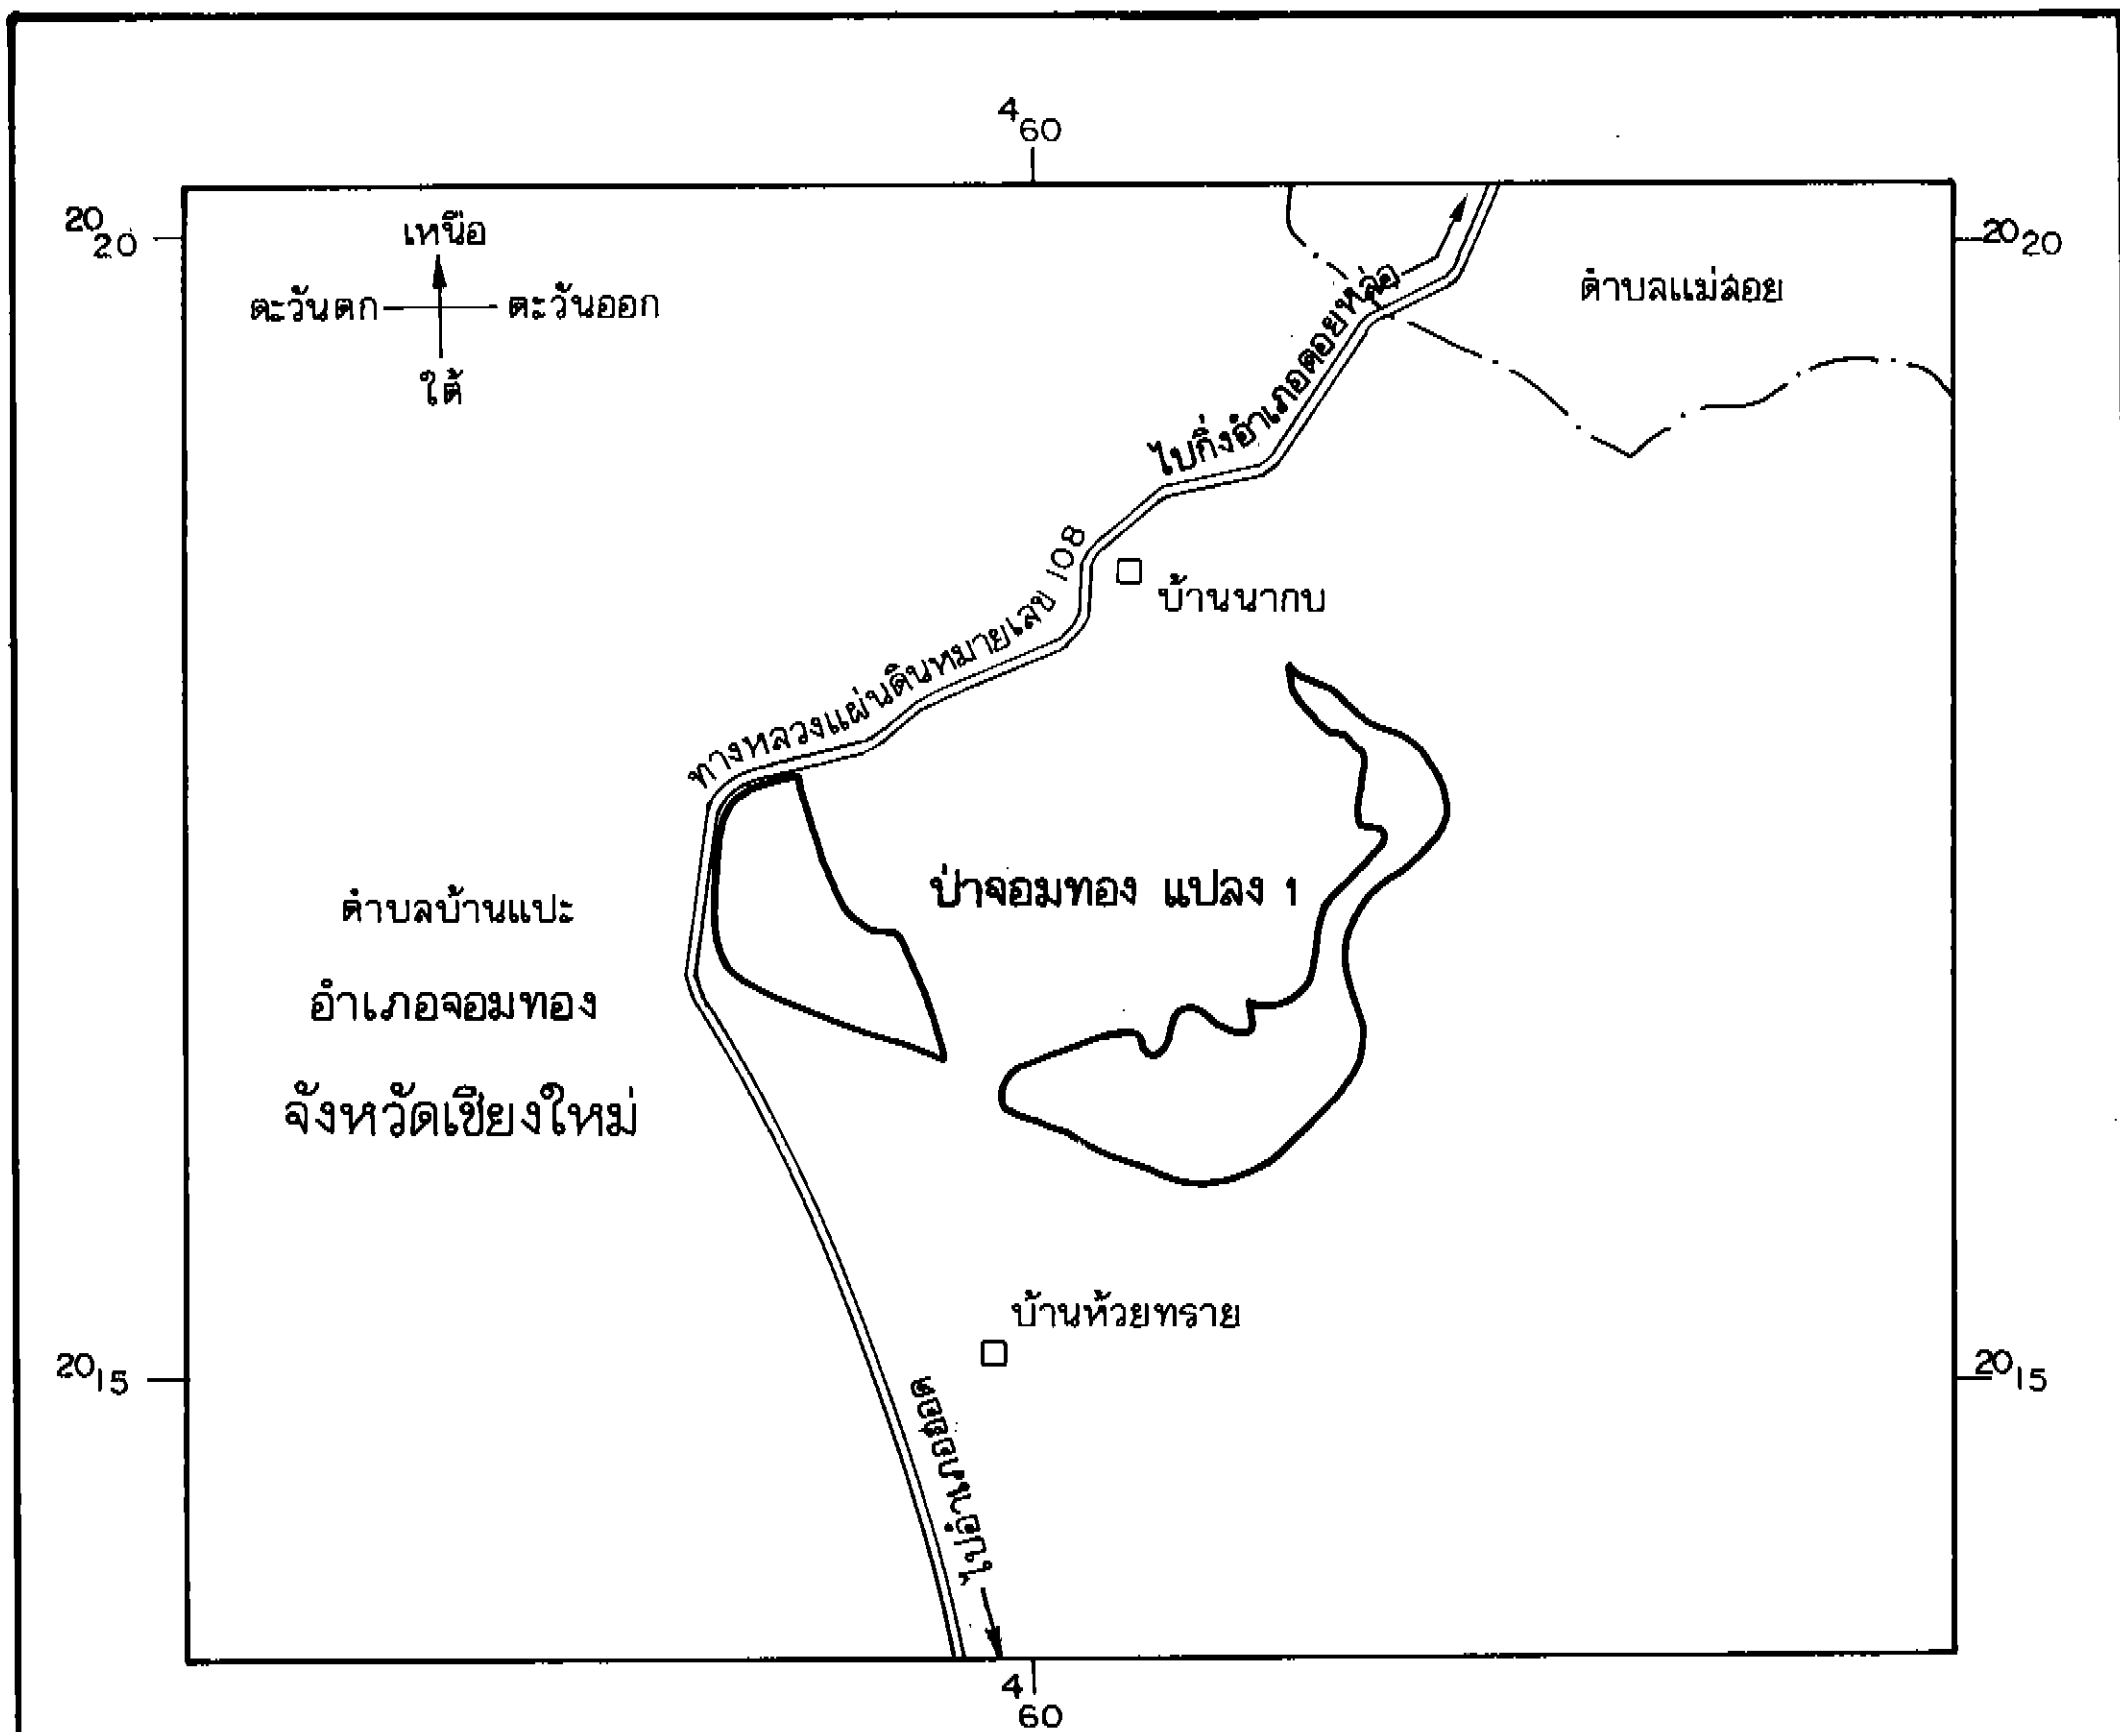 4 60
20 20
20 20
เหนือ
ตะวันตก
ตะวันออก
ใต้
ตำบลแม่สอย
ไปกิ่งอำเภอดอยหล่อ
ทางหลวงแผ่นดินหมายเลข 108
บ้านนากบ
ป่าจอมทอง แปลง 1
ตำบลบ้านแปะ
อำเภอจอมทอง
จังหวัดเชียงใหม่
บ้านห้วยทราย
20 15
20 15
ไปอำเภอฮอด
4 60